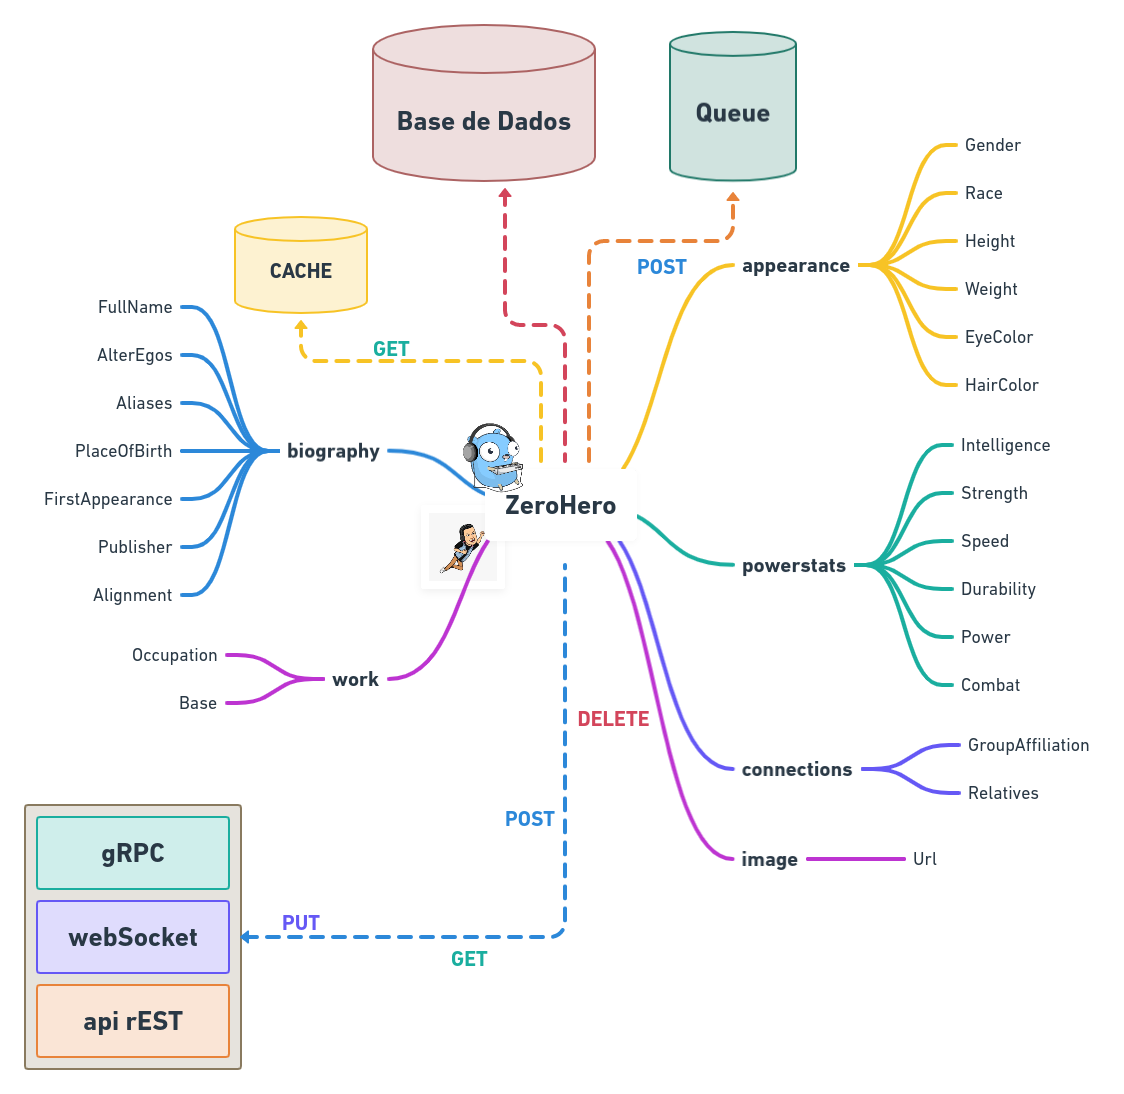 Base de Dados
Queue
CACHE
GET
POST
appearance
Gender
Race
Height
Weight
EyeColor
HairColor
FullName
AlterEgos
Aliases
PlaceOfBirth
FirstAppearance
Publisher
Alignment
biography
ZeroHero
powerstats
Intelligence
Strength
Speed
Durability
Power
Combat
Occupation
Base
work
DELETE
connections
GroupAffiliation
Relatives
POST
image
Url
PUT
GET
gRPC
webSocket
api rEST